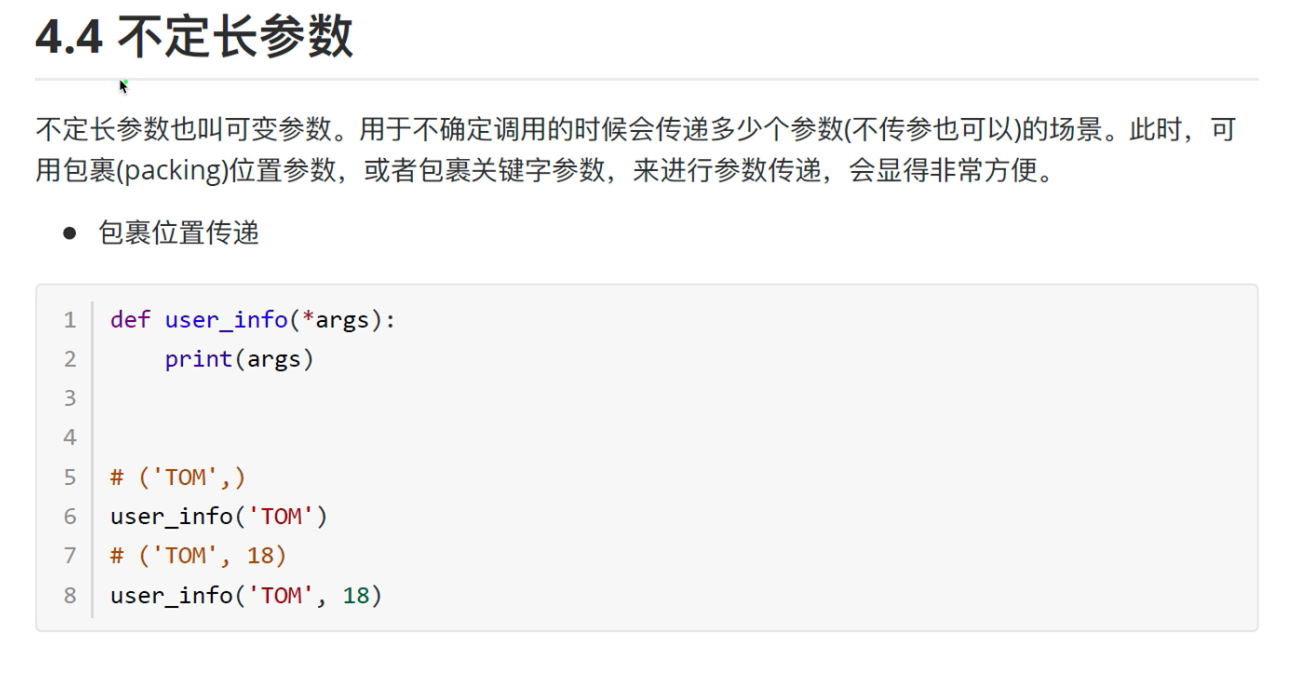 4.4 不定长参数
不定长参数也叫可变参数。用于不确定调用的时候会传递多少个参数(不传参也可以)的场景。此时，可
用包裹(packing)位置参数，或者包裹关键字参数，来进行参数传递，会显得非常方便。
● 包裹位置传递
1 def user_info(*args):
2     print(args)
3
4
5 # ('TOM',)
6 user_info('TOM')
7 # ('TOM', 18)
8 user_info('TOM', 18)